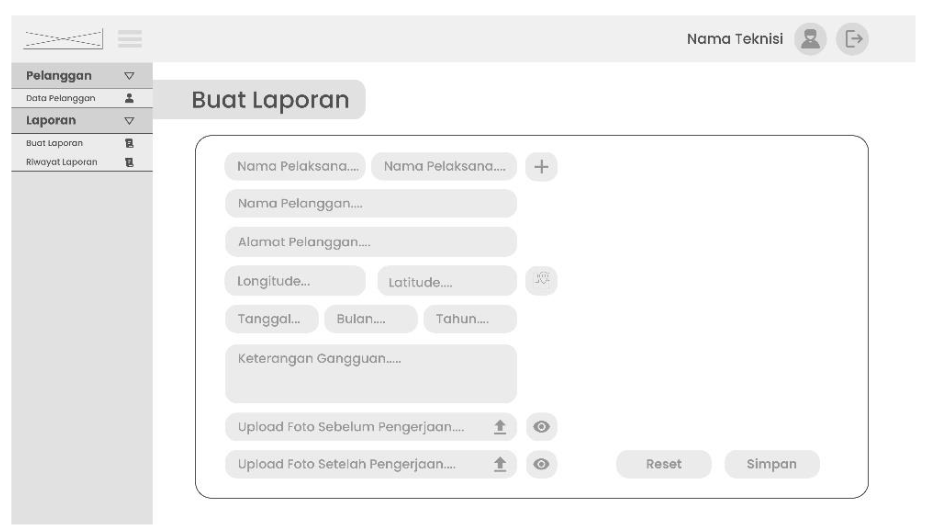 Nama Teknisi
Pelanggan
Data Pelanggan
Laporan
Buat Laporan
Riwayat Laporan
Buat Laporan
Nama Pelaksana.... Nama Pelaksana....
Nama Pelanggan....
Alamat Pelanggan....
Longitude... Latitude....
Tanggal... Bulan.... Tahun....
Keterangan Gangguan.....
Upload Foto Sebelum Pengerjaan....
Upload Foto Setelah Pengerjaan....
Reset Simpan